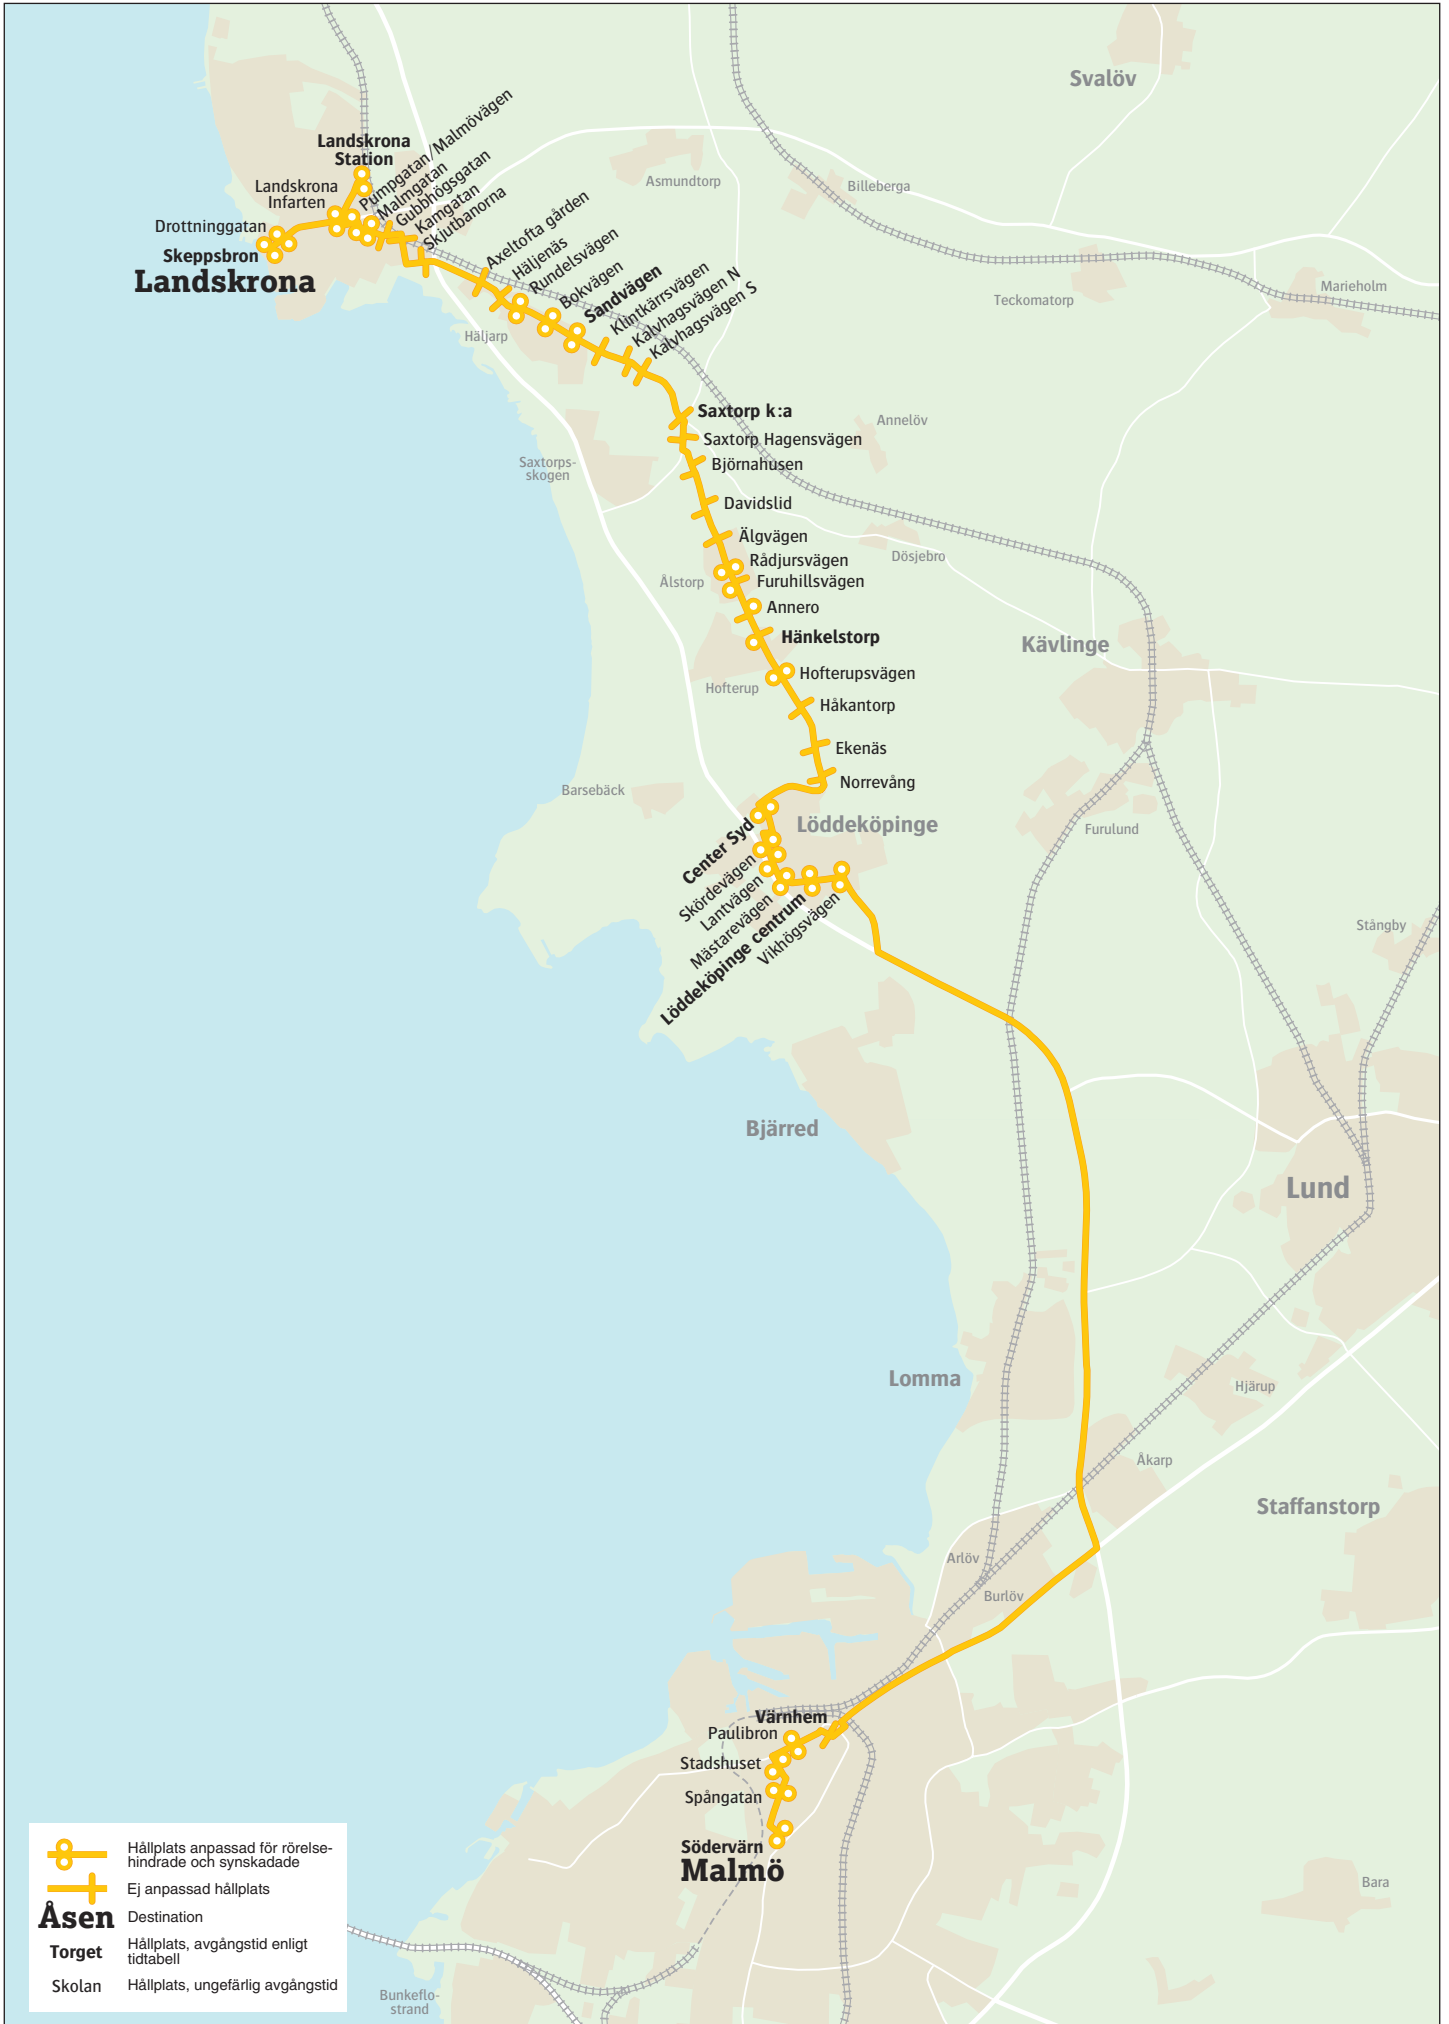 Svalöv
Landskrona
Station
Pumpgatan/Malmövägen
Malmgatan
Gubbhögsgatan
Kamgatan
Skjutbanorna
Landskrona
Infarten
Drottninggatan
Skeppsbron
Landskrona
Asmundtorp
Billeberga
Axeltofta gården
Häljenäs
Rundelsvägen
Bokvägen
Sandvägen
Klintkärrsvägen
Kalvhagsvägen N
Kalvhagsvägen S
Teckomatorp
Marieholm
Häljarp
Saxtorp k:a
Annelöv
Saxtorp Hagensvägen
Saxtorps-
skogen
Björnahusen
Davidslid
Älgvägen
Dösjebro
Rådjursvägen
Ålstorp
Furuhillsvägen
Annero
Hänkelstorp
Kävlinge
Hofterupsvägen
Hofterup
Håkantorp
Ekenäs
Norrevång
Barsebäck
Löddeköpinge
Furulund
Center Syd
Skördevägen
Lantvägen
Mästarevägen
Löddeköpinge centrum
Vikhögsvägen
Stångby
Bjärred
Lund
Lomma
Hjärup
Åkarp
Staffanstorp
Arlöv
Burlöv
Värnhem
Paulibron
Stadshuset
Spångatan
Södervärn
Malmö
Bara
Hållplats anpassad för rörelse-
hindrade och synskadade
Ej anpassad hållplats
Åsen Destination
Torget Hållplats, avgångstid enligt
tidtabell
Skolan Hållplats, ungefärlig avgångstid
Bunkeflo-
strand